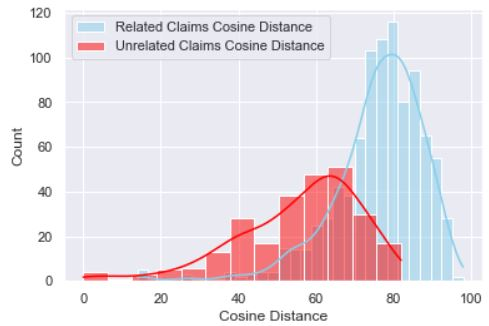 Related Claims Cosine Distance
Unrelated Claims Cosine Distance
120
100
80
60
40
20
0
Count
0 20 40 60 80 100
Cosine Distance